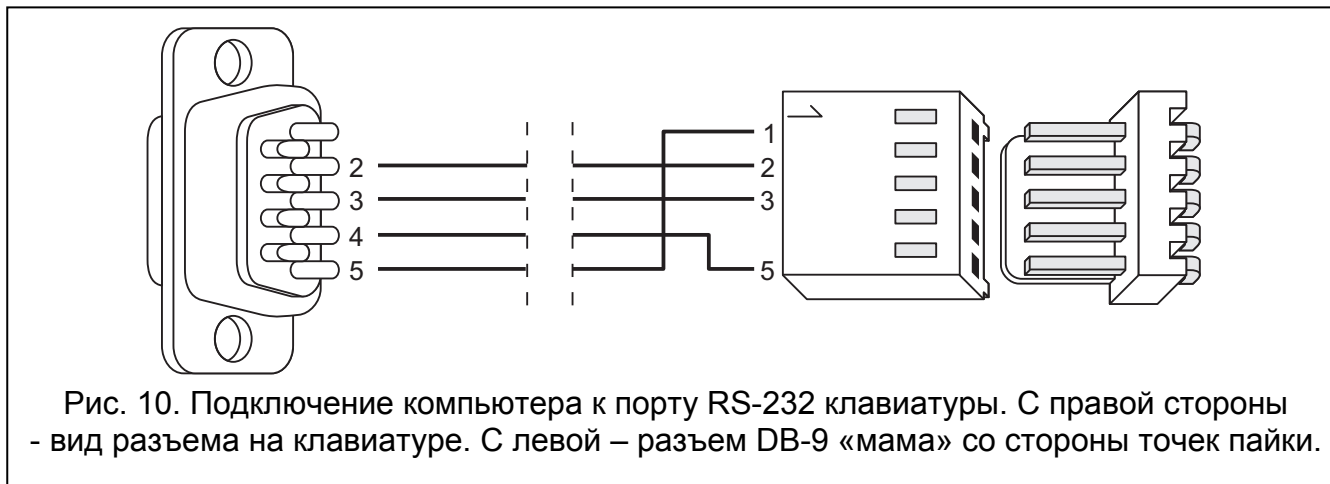 1
2 2
3 3
4
5 5
Рис. 10. Подключение компьютера к порту RS-232 клавиатуры. С правой стороны
- вид разъема на клавиатуре. С левой – разъем DB-9 «мама» со стороны точек пайки.